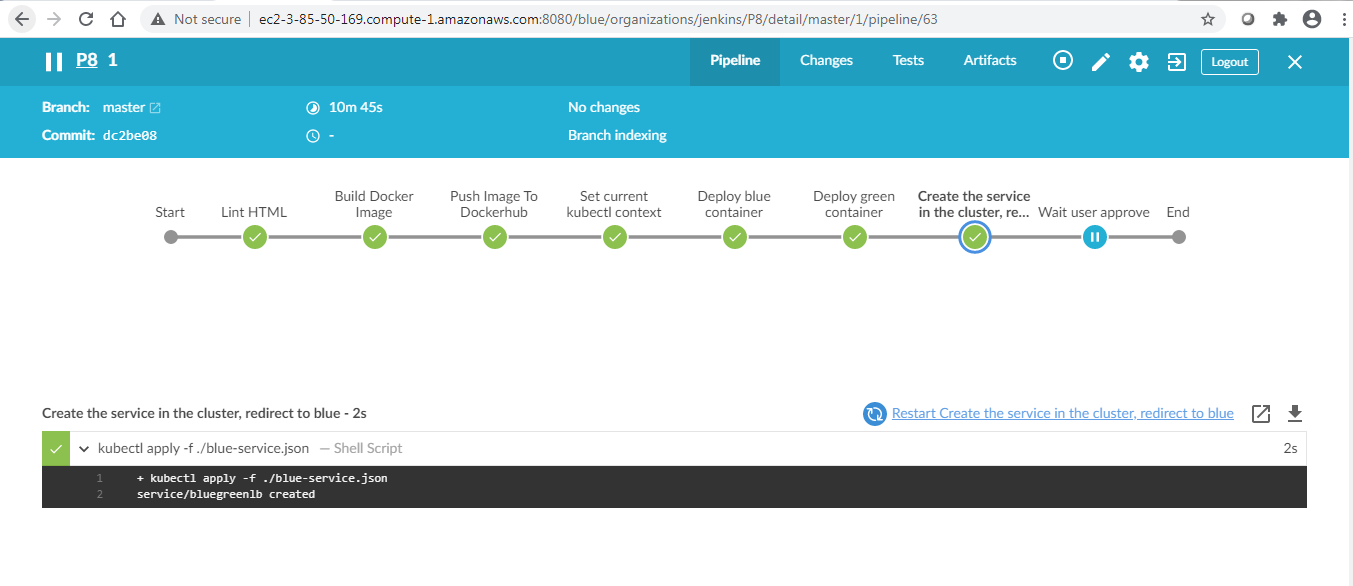 Not secure
ec2-3-85-50-169.compute-1.amazonaws.com:8080/blue/organizations/jenkins/P8/detail/master/1/pipeline/63
P8 1
Pipeline
Changes
Tests
Artifacts
Logout
Branch: master
10m 45s
No changes
Commit: dc2be08
-
Branch indexing
Start
Lint HTML
Build Docker
Image
Push Image To
Dockerhub
Set current
kubectl context
Deploy blue
container
Deploy green
container
Create the service
in the cluster, re...
Wait user approve
End
Create the service in the cluster, redirect to blue - 2s
Restart Create the service in the cluster, redirect to blue
kubectl apply -f ./blue-service.json — Shell Script
2s
1 + kubectl apply -f ./blue-service.json
2 service/bluegreenlb created